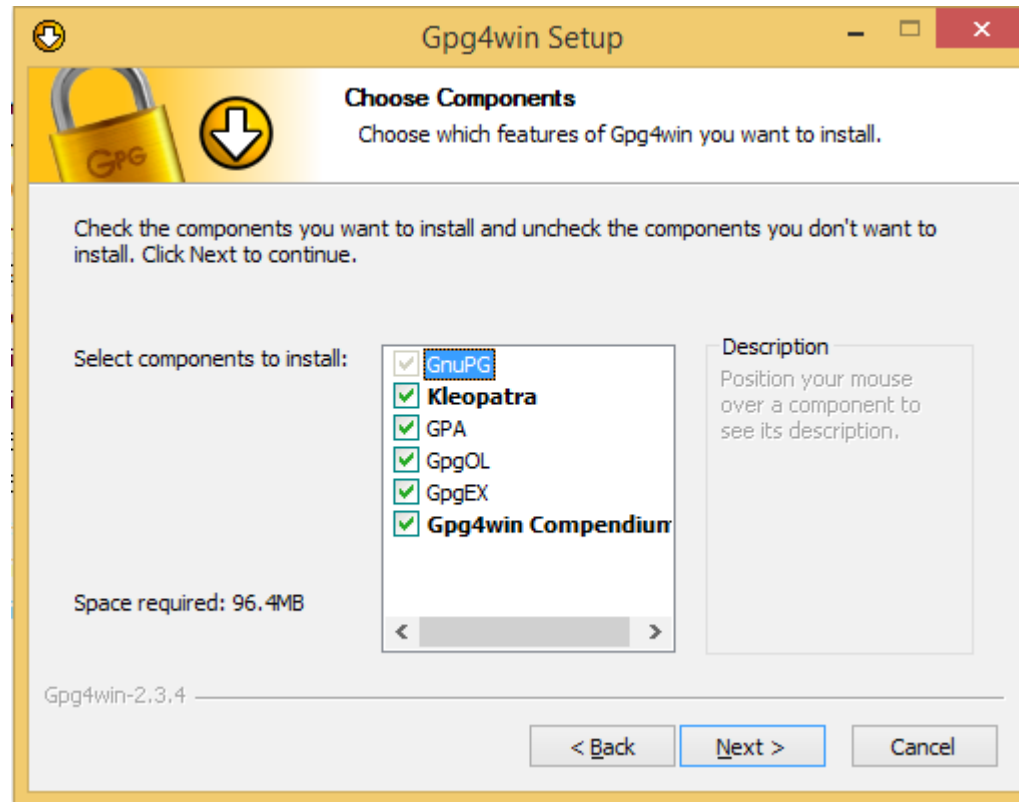 Gpg4win Setup
GPG
Choose Components
Choose which features of Gpg4win you want to install.
Check the components you want to install and uncheck the components you don't want to
install. Click Next to continue.
Select components to install:
GnuPG
Kleopatra
GPA
GpgOL
GpgEX
Gpg4win Compendium
Description
Position your mouse
over a component to
see its description.
Space required: 96.4MB
Gpg4win-2.3.4
< Back
Next >
Cancel